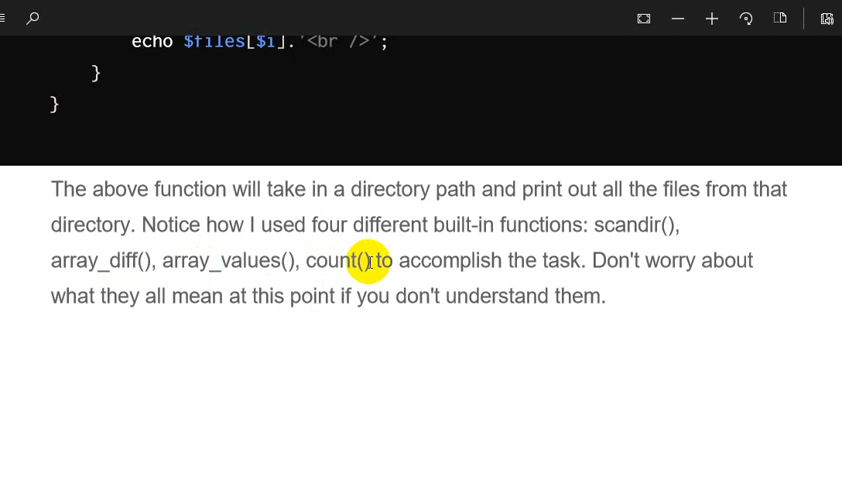 echo $files[$i].'<br />';
}
}
The above function will take in a directory path and print out all the files from that
directory. Notice how I used four different built-in functions: scandir(),
array_diff(), array_values(), count() to accomplish the task. Don't worry about
what they all mean at this point if you don't understand them.